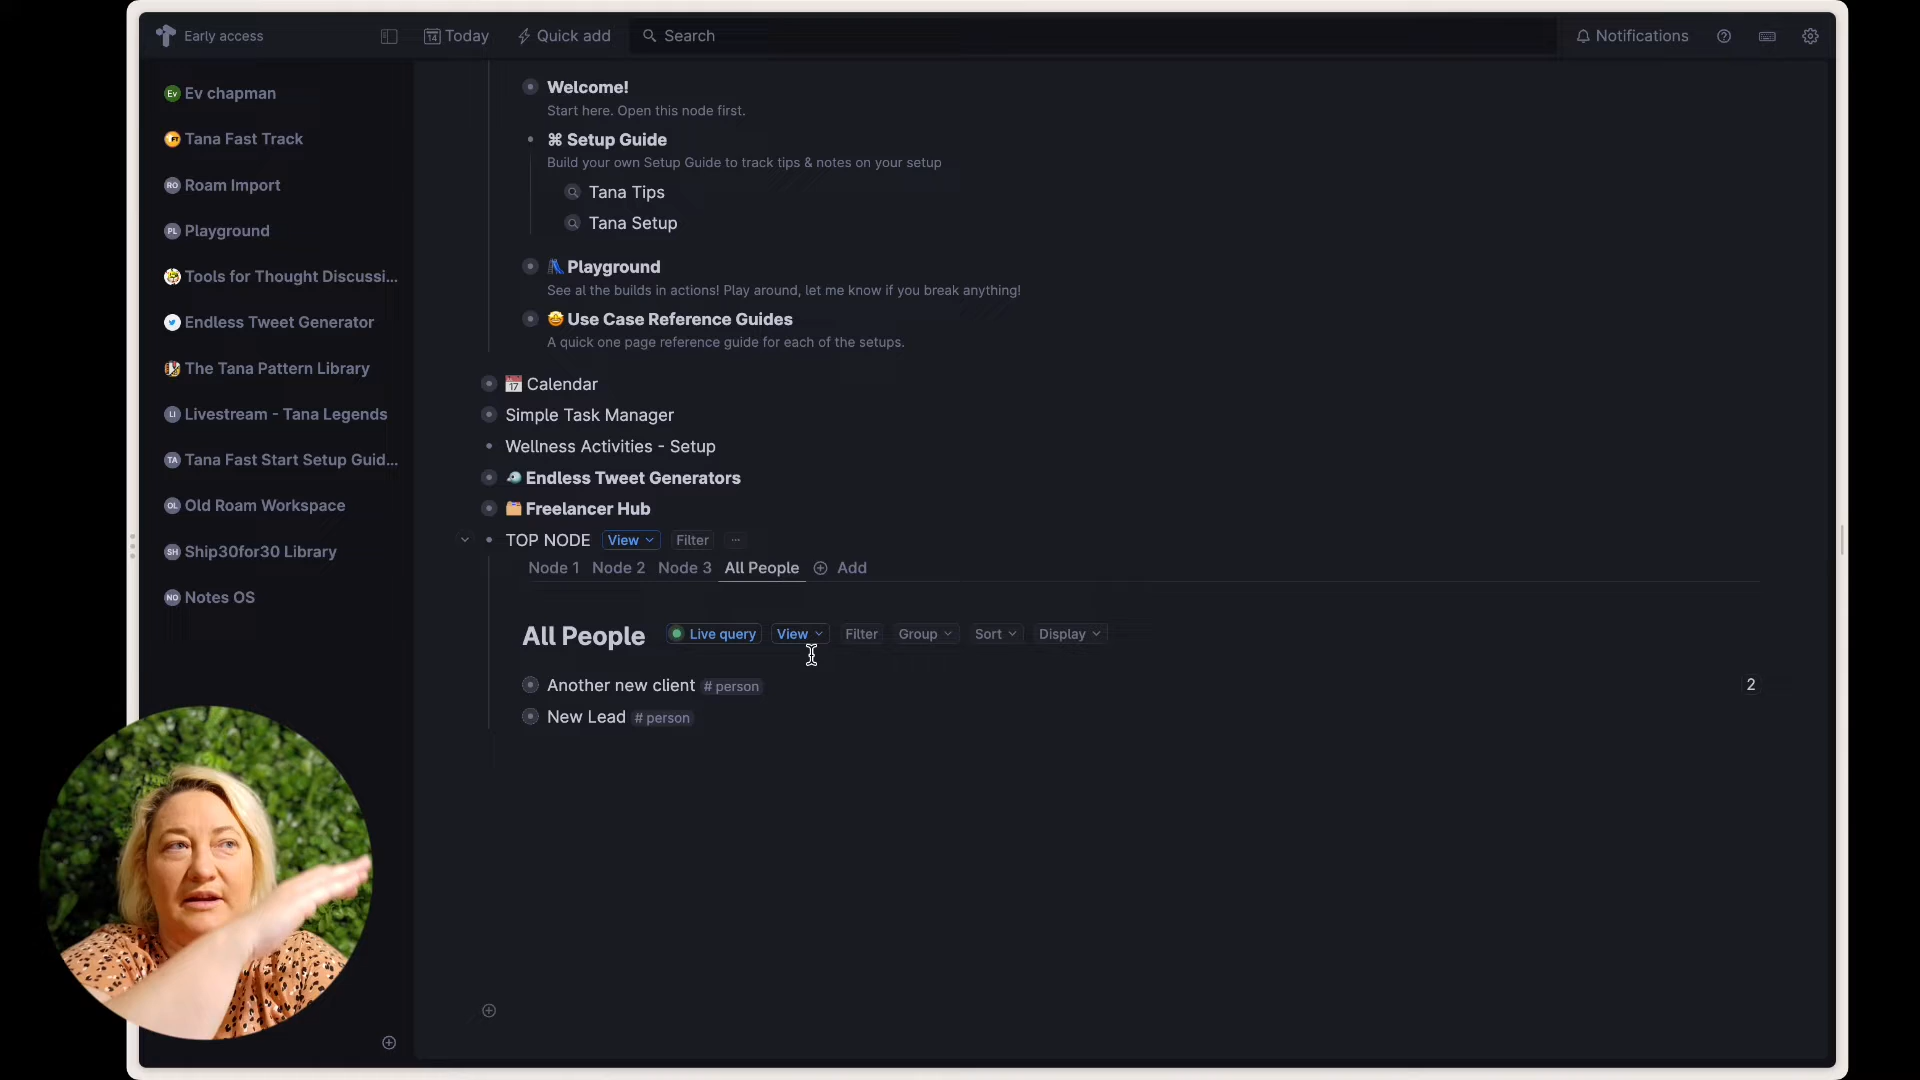 Early access
Today
Quick add
Search
Notifications
Ev chapman
Tana Fast Track
Roam Import
Playground
Tools for Thought Discussi...
Endless Tweet Generator
The Tana Pattern Library
Livestream - Tana Legends
Tana Fast Start Setup Guid...
Old Roam Workspace
Ship30for30 Library
Notes OS
Welcome!
Start here. Open this node first.
⌘ Setup Guide
Build your own Setup Guide to track tips & notes on your setup
Tana Tips
Tana Setup
Playground
See al the builds in actions! Play around, let me know if you break anything!
🤩 Use Case Reference Guides
A quick one page reference guide for each of the setups.
📅 Calendar
Simple Task Manager
Wellness Activities - Setup
Endless Tweet Generators
Freelancer Hub
TOP NODE View Filter ...
Node 1 Node 2 Node 3 All People Add
All People Live query View Filter Group Sort Display
Another new client # person 2
New Lead # person